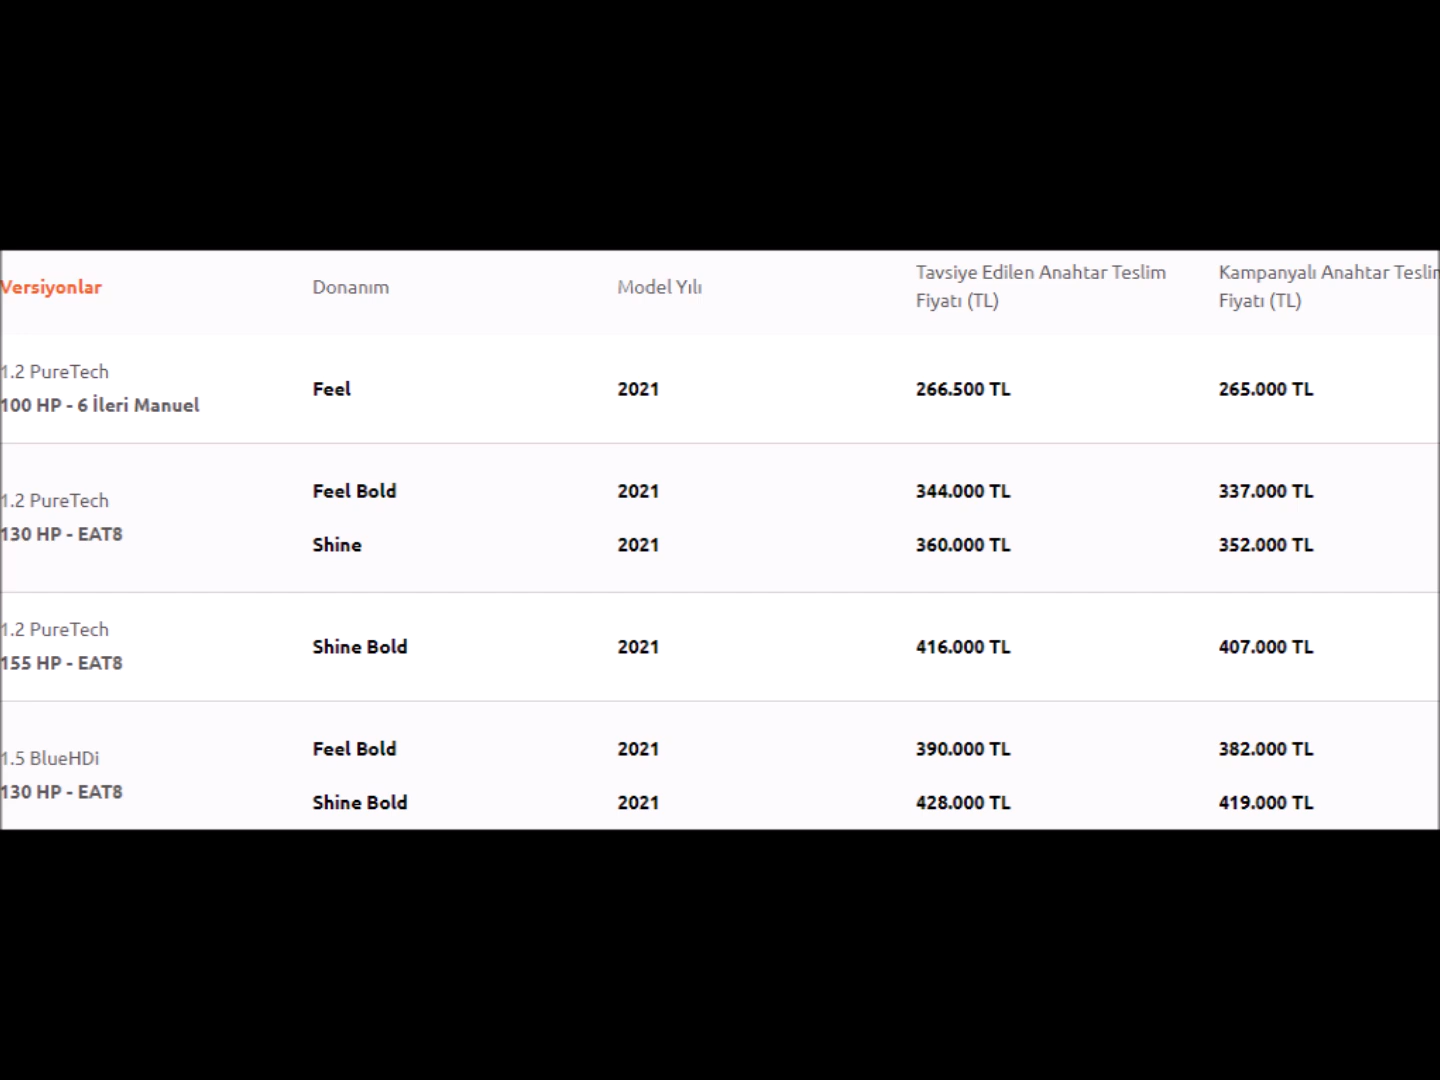 Versiyonlar Donanım Model Yılı Tavsiye Edilen Anahtar Teslim Fiyatı (TL) Kampanyalı Anahtar Teslim Fiyatı (TL)
1.2 PureTech
100 HP - 6 İleri Manuel Feel 2021 266.500 TL 265.000 TL
1.2 PureTech
130 HP - EAT8
Feel Bold 2021 344.000 TL 337.000 TL
Shine 2021 360.000 TL 352.000 TL
1.2 PureTech
155 HP - EAT8 Shine Bold 2021 416.000 TL 407.000 TL
1.5 BlueHDi
130 HP - EAT8
Feel Bold 2021 390.000 TL 382.000 TL
Shine Bold 2021 428.000 TL 419.000 TL